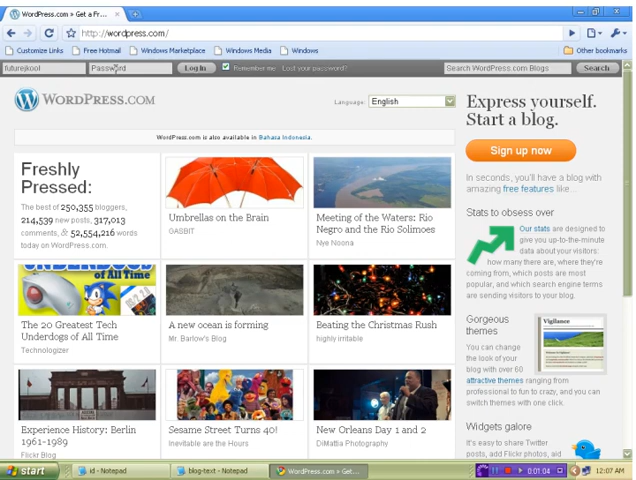 WordPress.com » Get a Fr...
http://wordpress.com/
Customize Links
Free Hotmail
Windows Marketplace
Windows Media
Windows
Other bookmarks
futurejkool
Password
Log In
Remember me
Lost your password?
Search WordPress.com Blogs
Search
WORDPRESS.COM
Language:
English
WordPress.com is also available in Bahasa Indonesia.
Express yourself.
Start a blog.
Sign up now
In seconds, you'll have a blog with
amazing free features like…
Freshly
Pressed:
The best of 250,355 bloggers,
214,539 new posts, 317,013
comments, & 52,554,216 words
today on WordPress.com.
Umbrellas on the Brain
GASBIT
Meeting of the Waters: Rio
Negro and the Rio Solimoes
Nye Noona
UNDERDOGS
of All Time
The 20 Greatest Tech
Underdogs of All Time
Technologizer
A new ocean is forming
Mr. Barlow's Blog
Beating the Christmas Rush
highly irritable
Experience History: Berlin
1961-1989
Flickr Blog
Sesame Street Turns 40!
Inevitable are the Hours
New Orleans Day 1 and 2
DiMattia Photography
Stats to obsess over
Our stats are designed to
give you up-to-the-minute
data about your visitors:
how many there are, where they're
coming from, which posts are most
popular, and which search engine terms
are sending visitors to your blog.
Gorgeous
themes
Vigilance
You can change
the look of your
blog with over 60
attractive themes ranging from
professional to fun to crazy, and you can
switch themes with one click.
Widgets galore
It's easy to share Twitter
posts, add Flickr photos, aid
start
id - Notepad
blog-text - Notepad
WordPress.com » Get...
0:01:04
12:07 AM